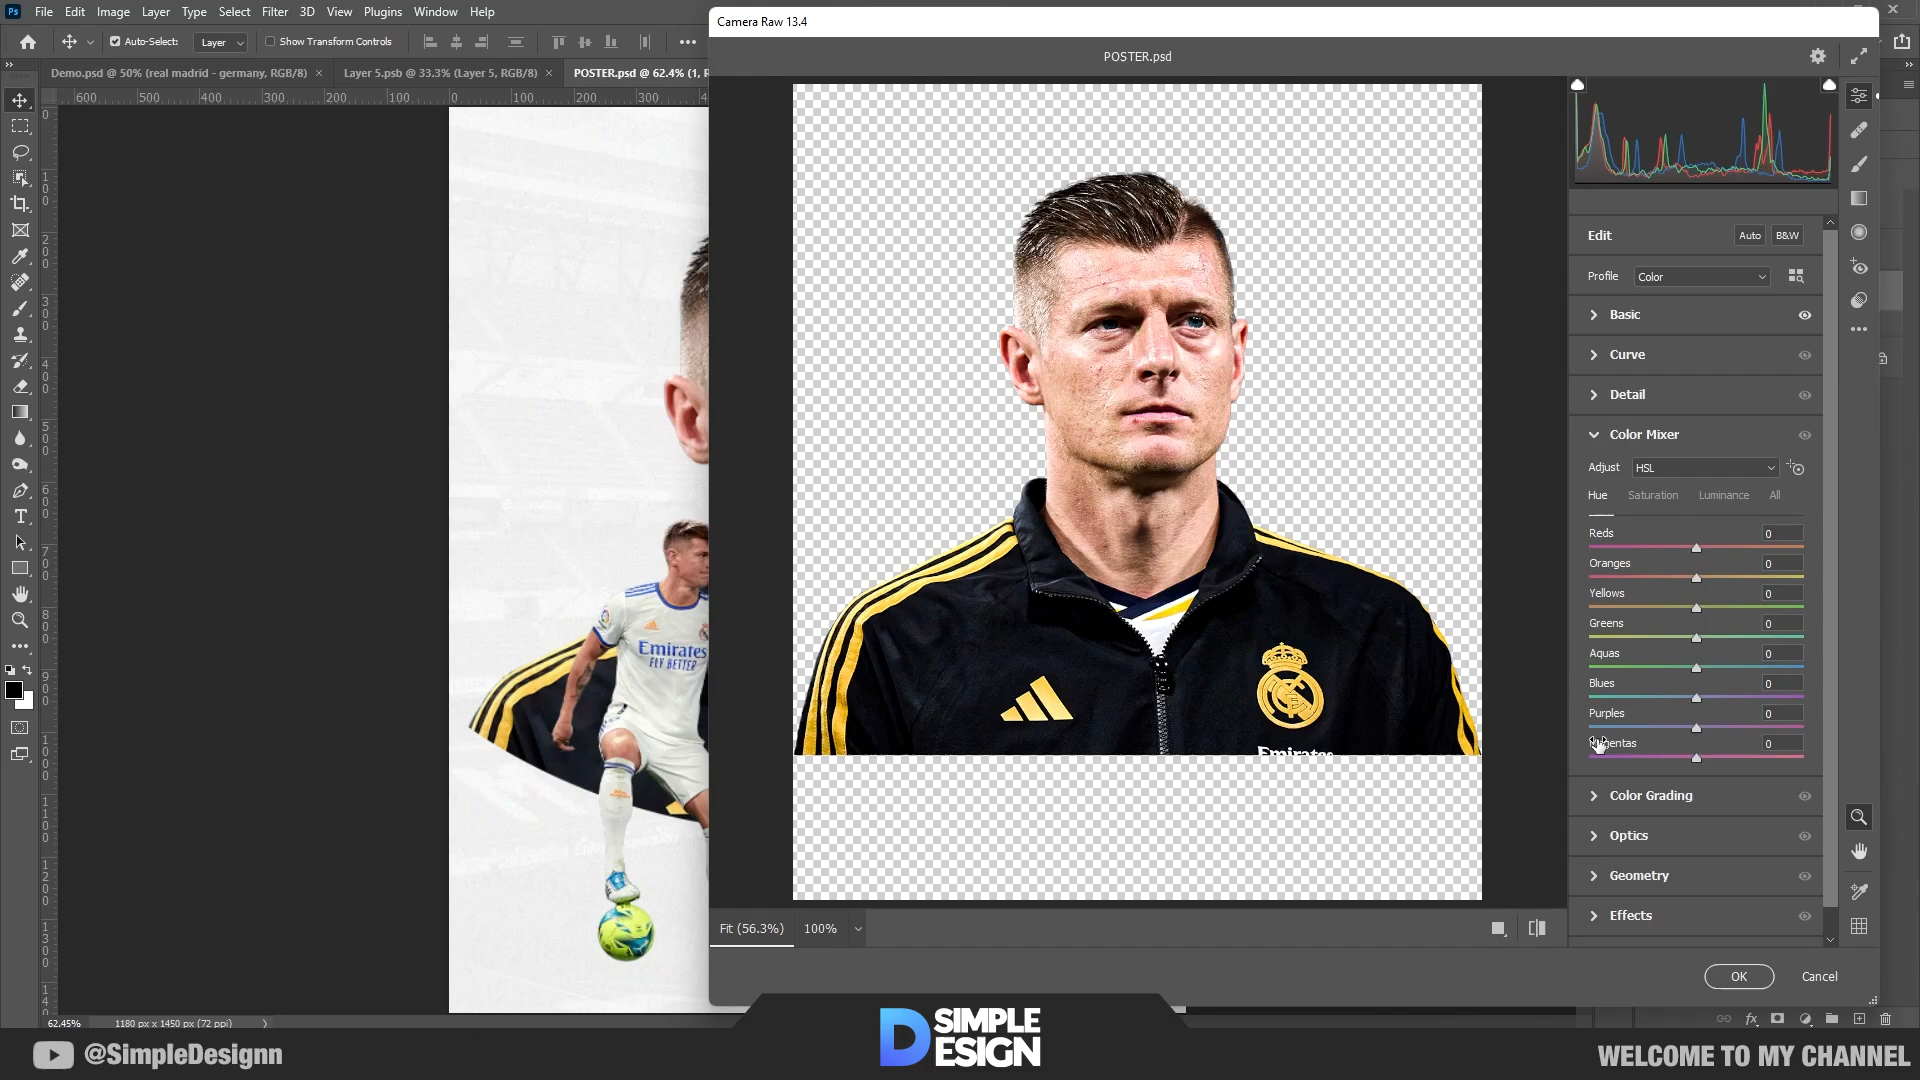 Ps File Edit Image Layer Type Select Filter 3D View Plugins Window Help
Camera Raw 13.4
Auto-Select: Layer Show Transform Controls
POSTER.psd
Demo.psd @ 50% (real madrid - germany, RGB/8) × Layer 5.psb @ 33.3% (Layer 5, RGB/8) × POSTER.psd @ 62.4% (1, R
600 500 400 300 200 100 0 100 200 300
Edit Auto B&W
Profile Color
Basic
Curve
Detail
Color Mixer
Adjust HSL
Hue Saturation Luminance All
Reds 0
Oranges 0
Yellows 0
Greens 0
Aquas 0
Blues 0
Purples 0
entas 0
Color Grading
Optics
Geometry
Effects
Emirates
FLY BETTER
Emirates
Fit (56.3%) 100%
OK Cancel
62.45% 1180 px x 1450 px (72 ppi)
@SimpleDesignn
D SIMPLE
ESIGN
WELCOME TO MY CHANNEL